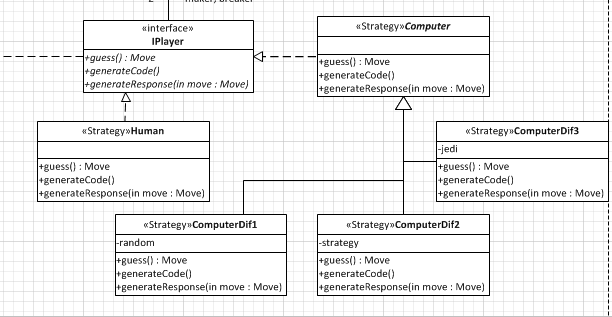 2
maker/breaker
«interface»
IPlayer
+guess() : Move
+generateCode()
+generateResponse(in move : Move)
«Strategy»Computer
+guess() : Move
+generateCode()
+generateResponse(in move : Move)
«Strategy»Human
+guess() : Move
+generateCode()
+generateResponse(in move : Move)
«Strategy»ComputerDif3
-jedi
+guess() : Move
+generateCode()
+generateResponse(in move : Move)
«Strategy»ComputerDif1
-random
+guess() : Move
+generateCode()
+generateResponse(in move : Move)
«Strategy»ComputerDif2
-strategy
+guess() : Move
+generateCode()
+generateResponse(in move : Move)